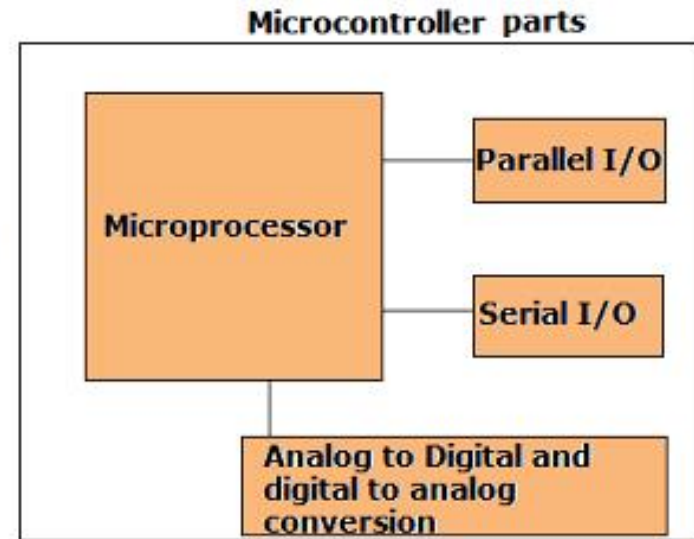 Microcontroller parts
Parallel I/O
Microprocessor
Serial I/O
Analog to Digital and
digital to analog
conversion